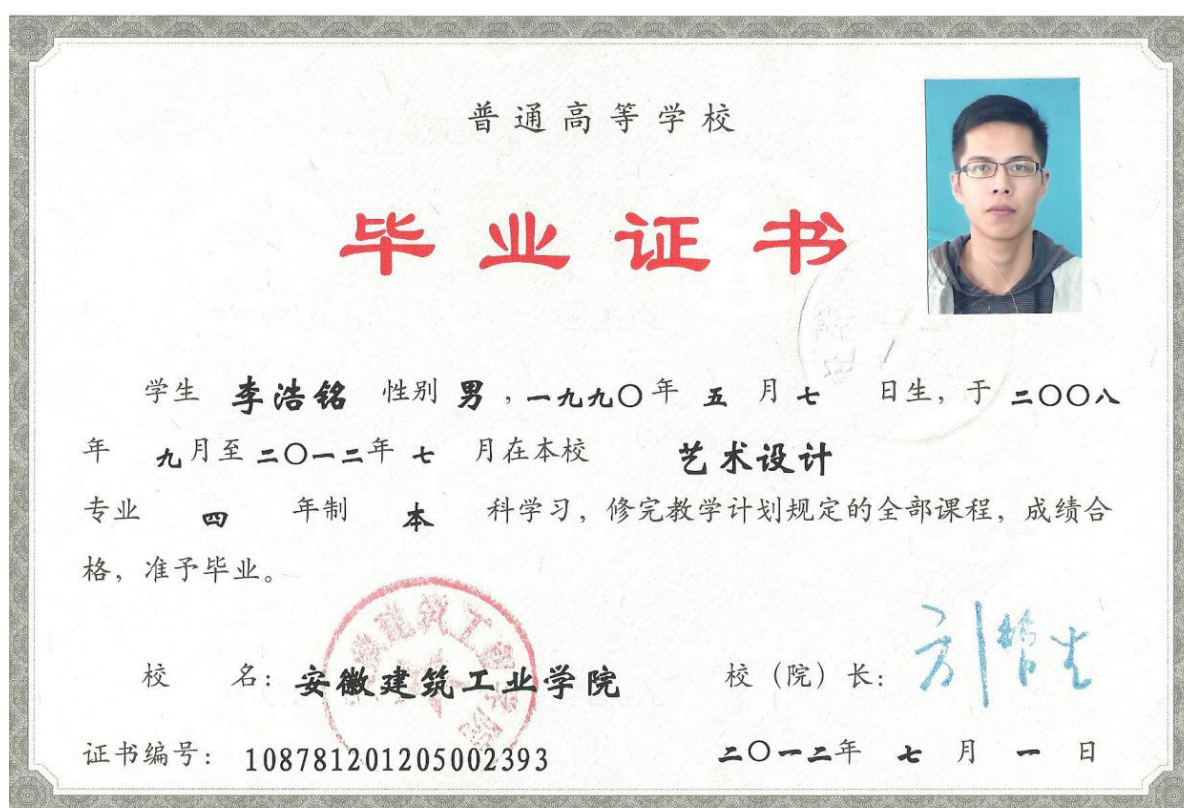 普通高等学校
毕业证书
学生 李浩铭 性别 男，一九九〇年 五 月 七 日生，于 二〇〇八
年 九月至 二〇一二年 七 月在本校 艺术设计
专业 四 年制 本 科学习，修完教学计划规定的全部课程，成绩合
格，准予毕业。
校 名：安徽建筑工业学院 校（院）长：
证书编号：108781201205002393 二〇一二年 七 月 一 日